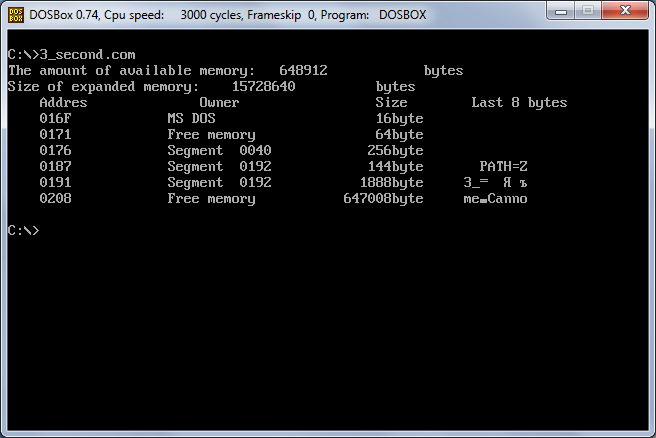 DOSBox 0.74, Cpu speed: 3000 cycles, Frameskip 0, Program: DOSBOX
C:\>3_second.com
The amount of available memory: 648912 bytes
Size of expanded memory: 15728640 bytes
Addres Owner Size Last 8 bytes
016F MS DOS 16byte
0171 Free memory 64byte
0176 Segment 0040 256byte
0187 Segment 0192 144byte PATH=Z
0191 Segment 0192 1888byte 3_= Я ъ
0208 Free memory 647008byte me▬Canno
C:\>